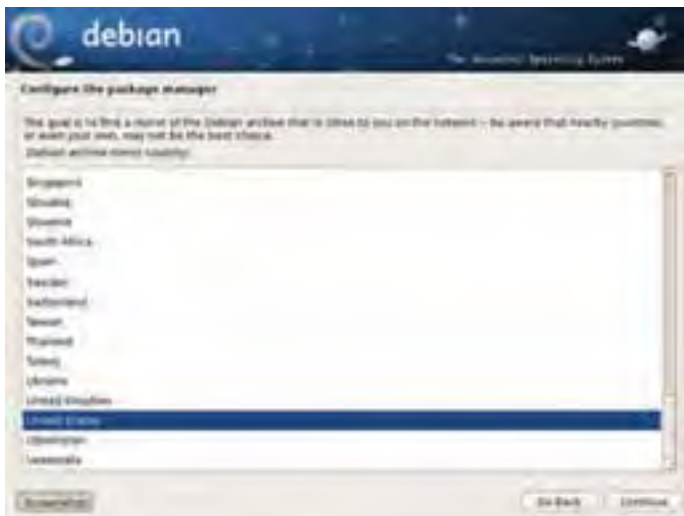 debian
The Universal Operating System
Configure the package manager
The goal is to find a mirror of the Debian archive that is close to you on the network -- be aware that nearby countries,
or even your own, may not be the best choice.
Debian archive mirror country:
Singapore
Slovakia
Slovenia
South Africa
Spain
Sweden
Switzerland
Taiwan
Thailand
Turkey
Ukraine
United Kingdom
United States
Uzbekistan
Venezuela
Screenshot
Go Back
Continue